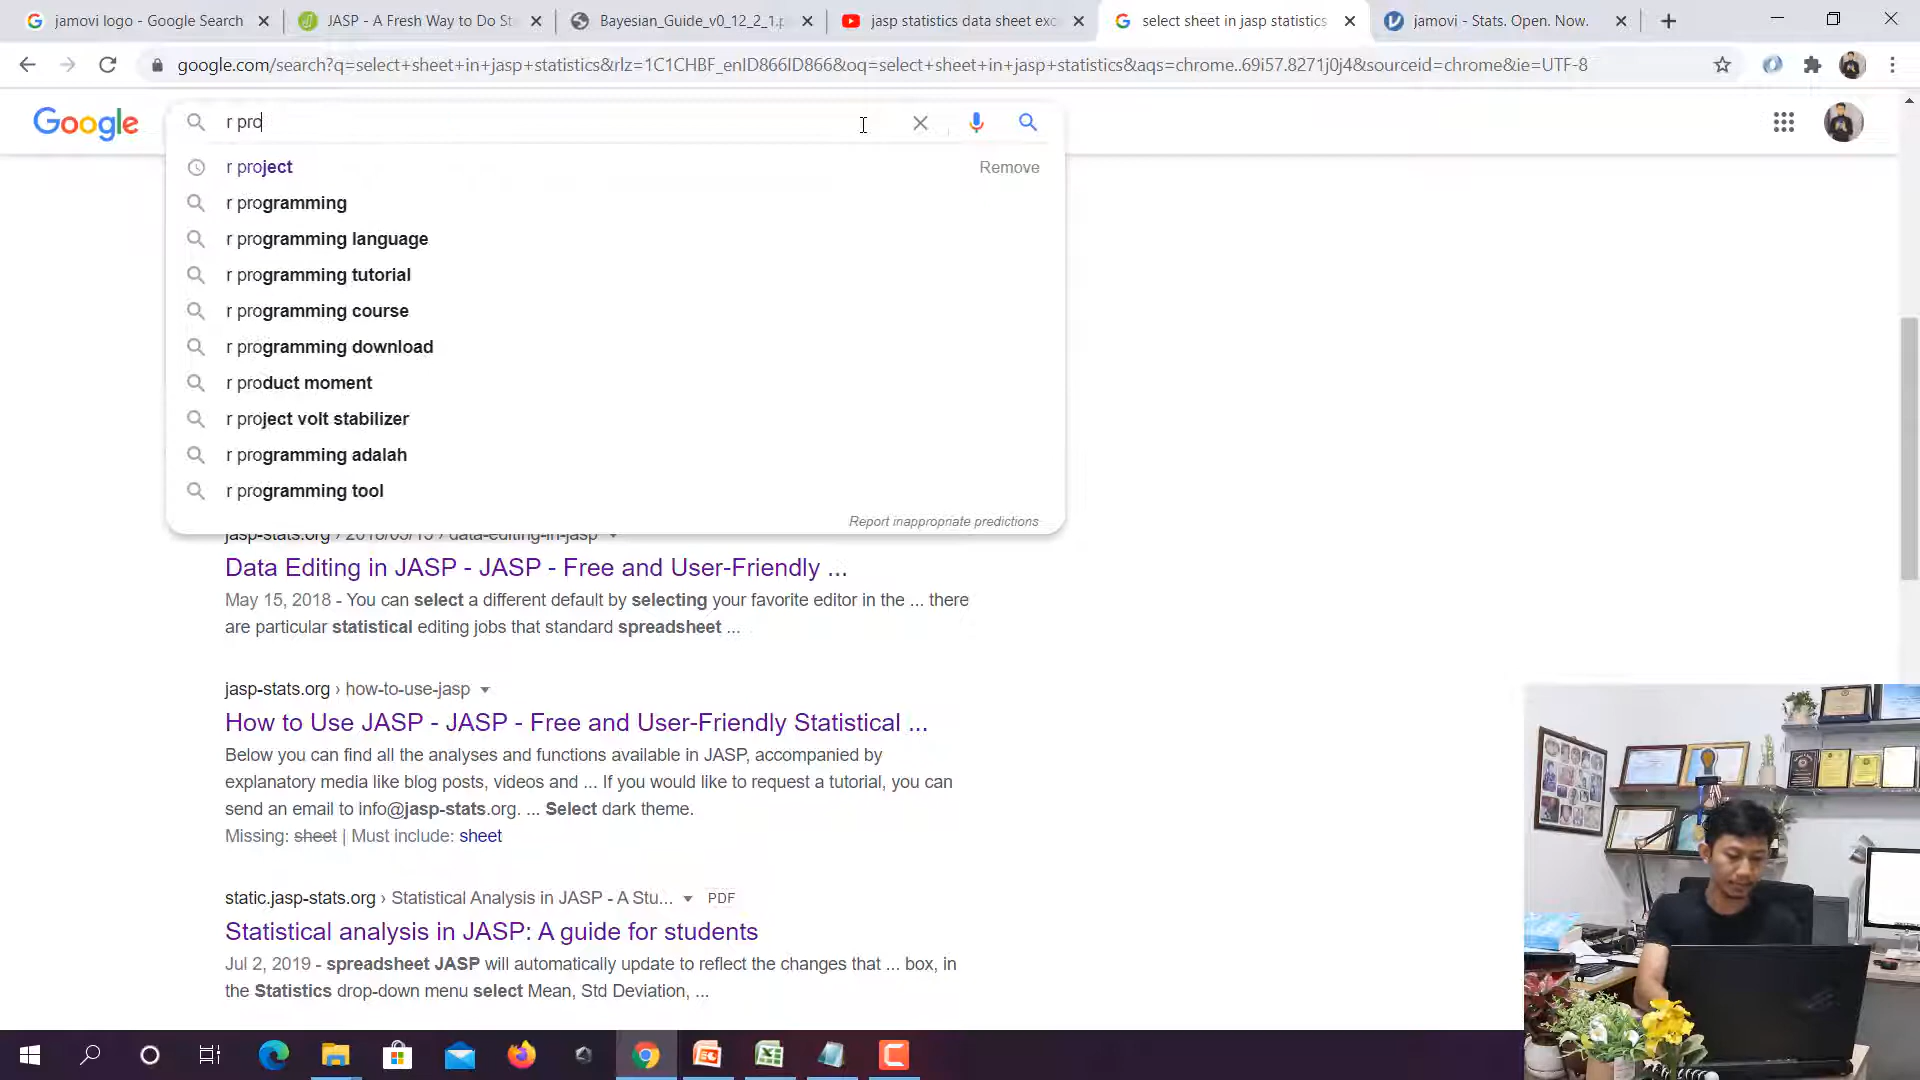 jamovi logo - Google Search
JASP - A Fresh Way to Do St
Bayesian_Guide_v0_12_2_1.p
jasp statistics data sheet exc
select sheet in jasp statistics
jamovi - Stats. Open. Now.
google.com/search?q=select+sheet+in+jasp+statistics&rlz=1C1CHBF_enID866ID866&oq=select+sheet+in+jasp+statistics&aqs=chrome..69i57.8271j0j4&sourceid=chrome&ie=UTF-8
Google
r pro
r project Remove
r programming
r programming language
r programming tutorial
r programming course
r programming download
r product moment
r project volt stabilizer
r programming adalah
r programming tool
Report inappropriate predictions
jasp-stats.org › 2018/05/15 › data-editing-in-jasp
Data Editing in JASP - JASP - Free and User-Friendly ...
May 15, 2018 - You can select a different default by selecting your favorite editor in the ... there
are particular statistical editing jobs that standard spreadsheet ...
jasp-stats.org › how-to-use-jasp
How to Use JASP - JASP - Free and User-Friendly Statistical ...
Below you can find all the analyses and functions available in JASP, accompanied by
explanatory media like blog posts, videos and ... If you would like to request a tutorial, you can
send an email to info@jasp-stats.org. ... Select dark theme.
Missing: sheet | Must include: sheet
static.jasp-stats.org › Statistical Analysis in JASP - A Stu... PDF
Statistical analysis in JASP: A guide for students
Jul 2, 2019 - spreadsheet JASP will automatically update to reflect the changes that ... box, in
the Statistics drop-down menu select Mean, Std Deviation, ...